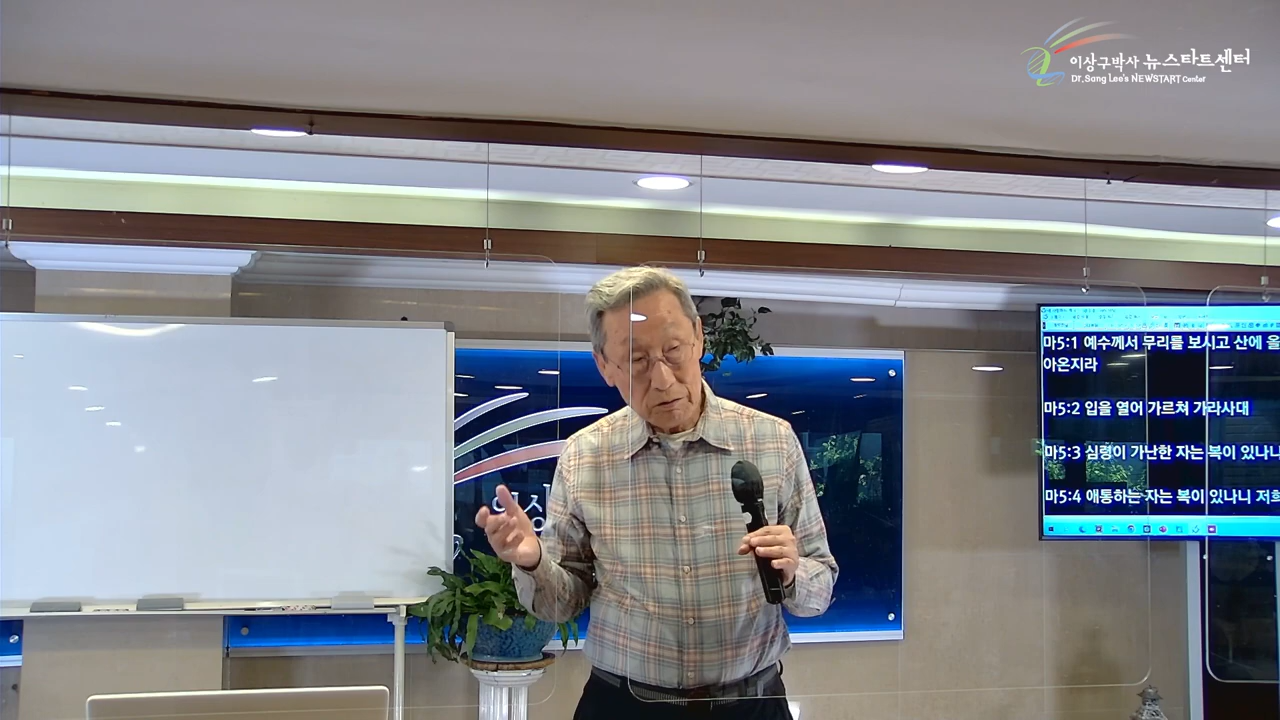 이상구박사 뉴스타트센터
Dr.Sang Lee's NEWSTART Center
마5:1 예수께서 무리를 보시고 산에 올
아온지라
마5:2 입을 열어 가르쳐 가라사대
마5:3 심령이 가난한 자는 복이 있나니
마5:4 애통하는 자는 복이 있나니 저희
이상